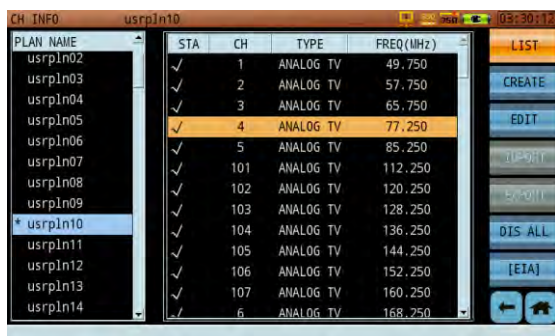 CH INFO usrpln10 03:30:12
PLAN NAME
usrpln02
usrpln03
usrpln04
usrpln05
usrpln06
usrpln07
usrpln08
usrpln09
* usrpln10
usrpln11
usrpln12
usrpln13
usrpln14
STA CH TYPE FREQ(MHz)
✓ 1 ANALOG TV 49.750
✓ 2 ANALOG TV 57.750
✓ 3 ANALOG TV 65.750
✓ 4 ANALOG TV 77.250
✓ 5 ANALOG TV 85.250
✓ 101 ANALOG TV 112.250
✓ 102 ANALOG TV 120.250
✓ 103 ANALOG TV 128.250
✓ 104 ANALOG TV 136.250
✓ 105 ANALOG TV 144.250
✓ 106 ANALOG TV 152.250
✓ 107 ANALOG TV 160.250
✓ 6 ANALOG TV 168.250
LIST
CREATE
EDIT
DIS ALL
[EIA]